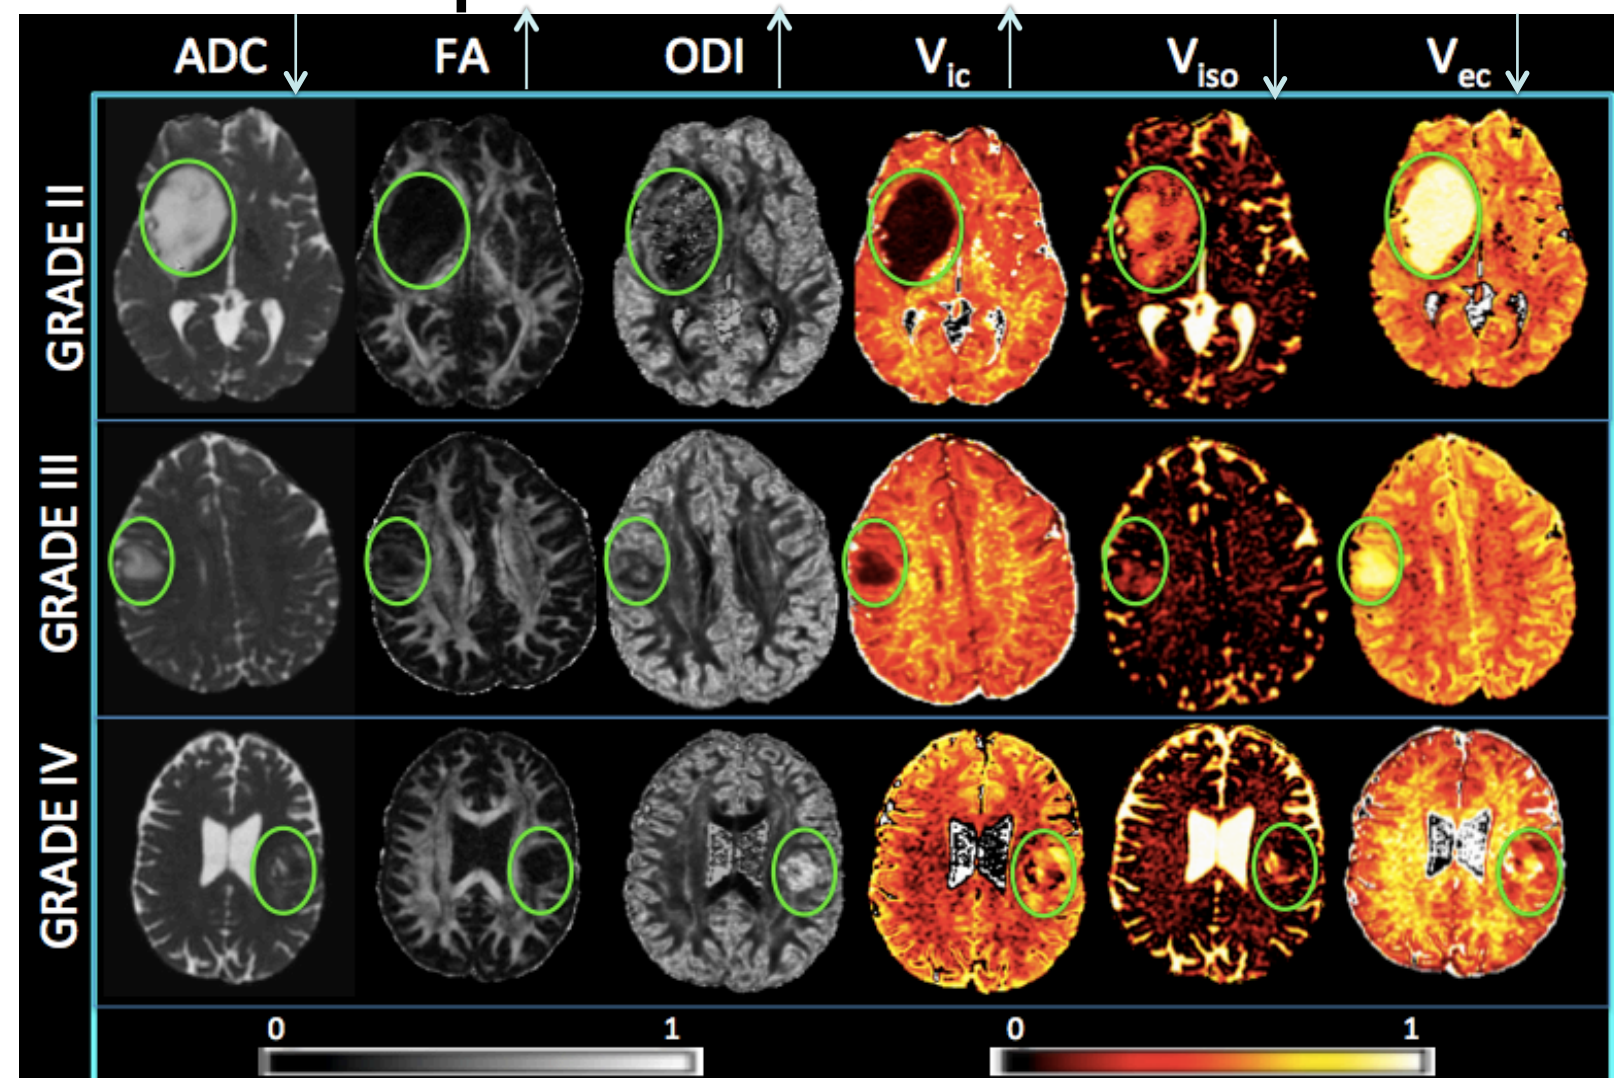 ADC FA ODI Vic Viso Vec
GRADE II
GRADE III
GRADE IV
0 1 0 1